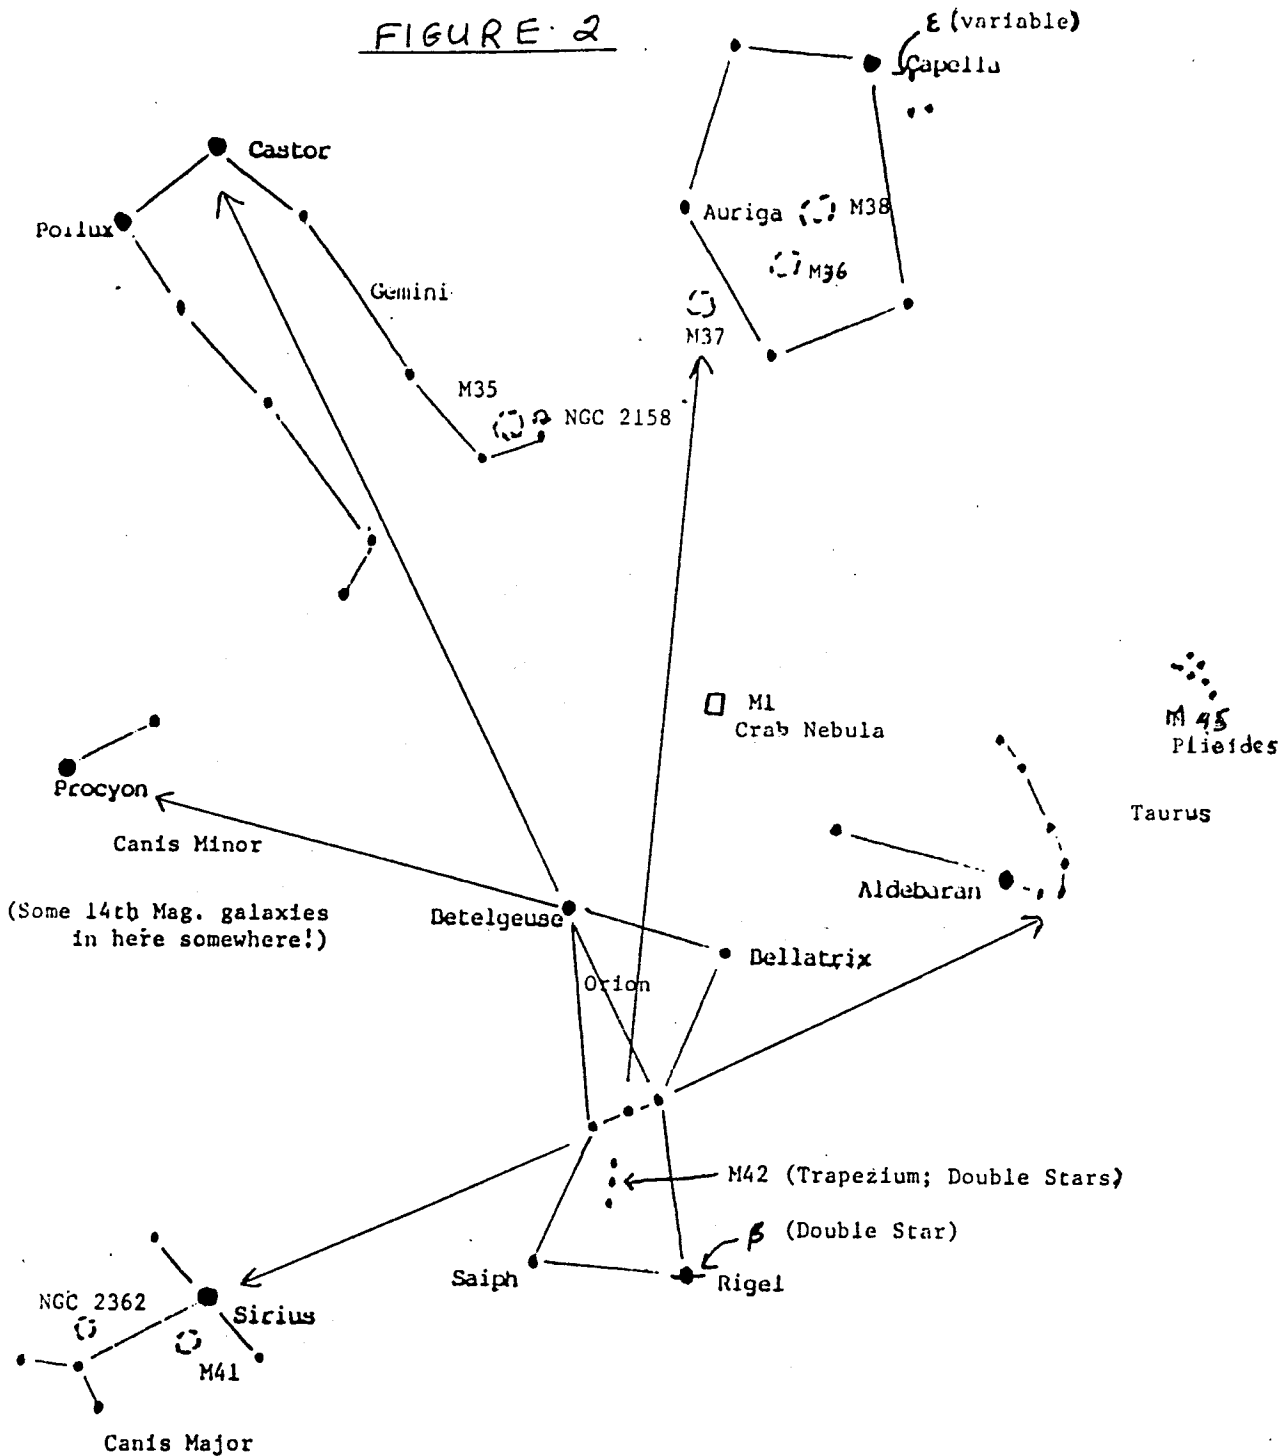 FIGURE 2
ε (variable)
Capella
Castor
Pollux
Auriga
M38
M36
Gemini
M37
M35
NGC 2158
M1
Crab Nebula
M 45
Plieides
Procyon
Taurus
Canis Minor
Aldebaran
(Some 14th Mag. galaxies
in here somewhere!)
Betelgeuse
Bellatrix
Orion
M42 (Trapezium; Double Stars)
β (Double Star)
Saiph
Rigel
NGC 2362
Sirius
M41
Canis Major